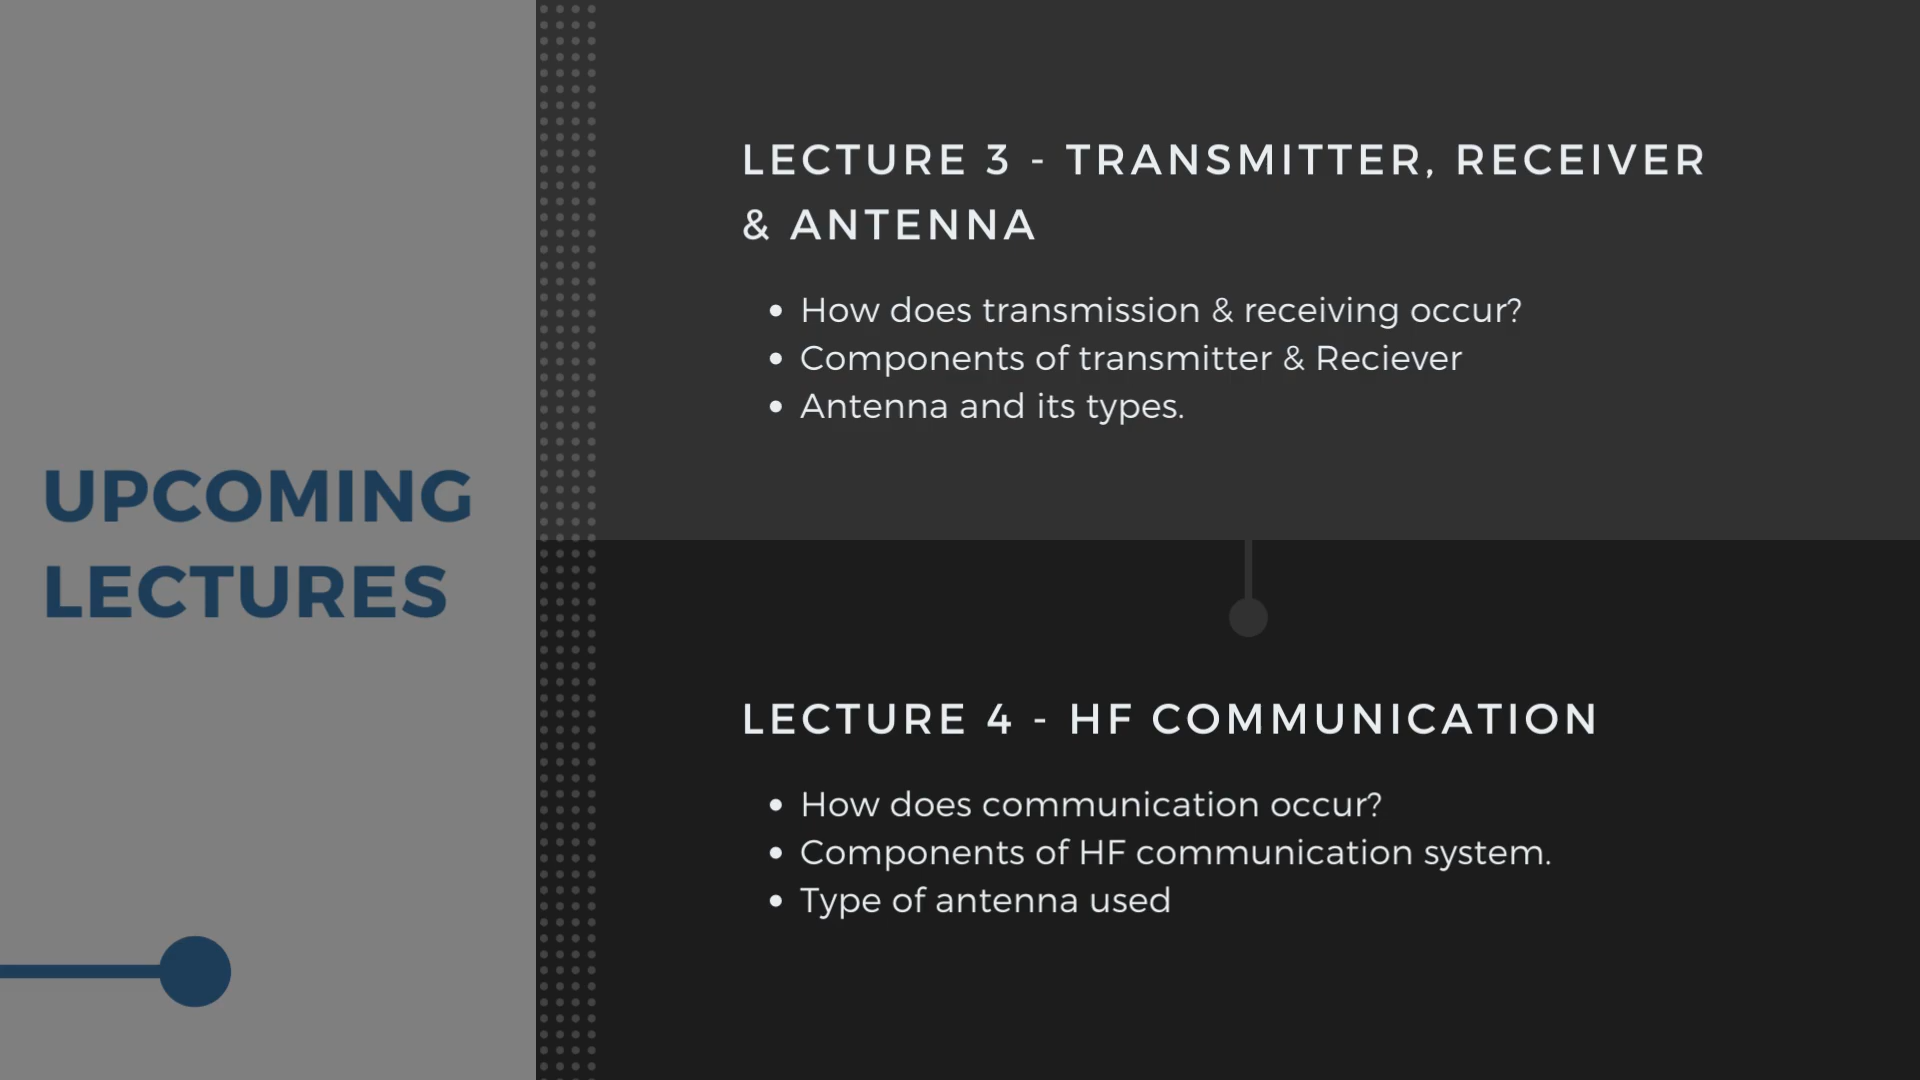 UPCOMING
LECTURES
LECTURE 3 - TRANSMITTER, RECEIVER
& ANTENNA
• How does transmission & receiving occur?
• Components of transmitter & Reciever
• Antenna and its types.
LECTURE 4 - HF COMMUNICATION
• How does communication occur?
• Components of HF communication system.
• Type of antenna used